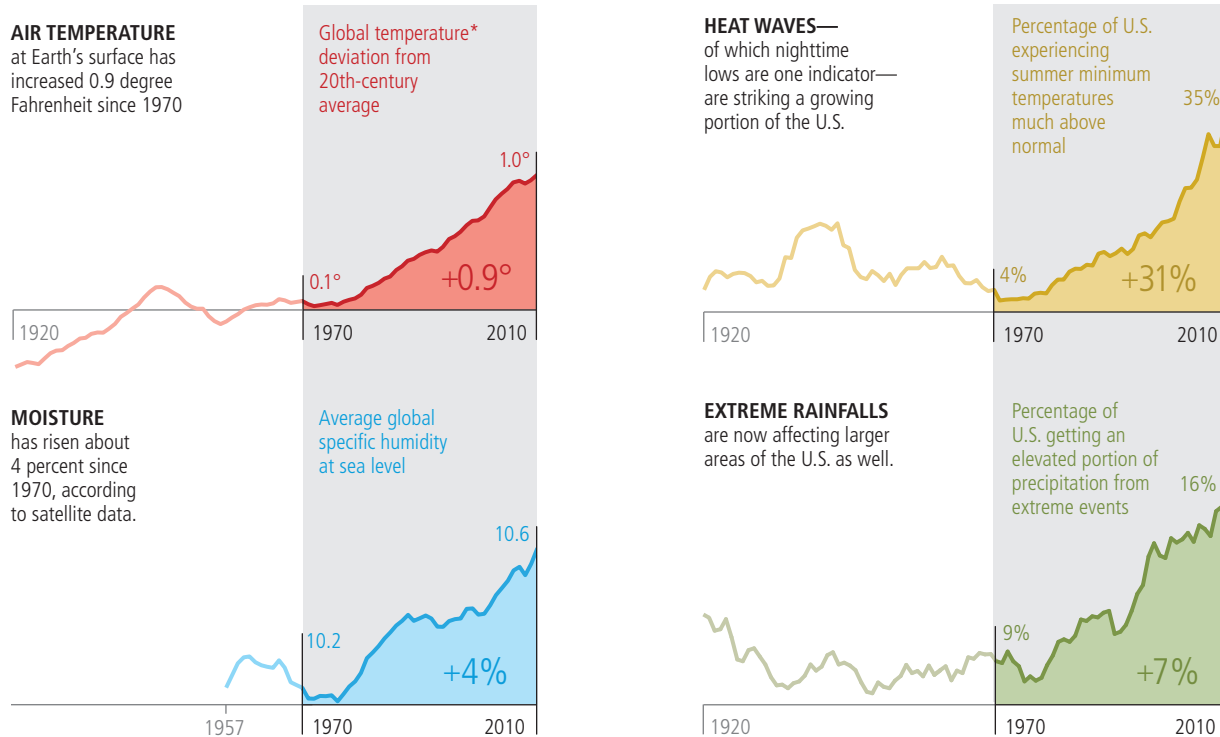 AIR TEMPERATURE
at Earth’s surface has
increased 0.9 degree
Fahrenheit since 1970
Global temperature*
deviation from
20th-century
average
1.0°
0.1°
+0.9°
1920
1970
2010
HEAT WAVES—
of which nighttime
lows are one indicator—
are striking a growing
portion of the U.S.
Percentage of U.S.
experiencing
summer minimum
temperatures
much above
normal
35%
4%
+31%
1920
1970
2010
MOISTURE
has risen about
4 percent since
1970, according
to satellite data.
Average global
specific humidity
at sea level
10.6
10.2
+4%
1957
1970
2010
EXTREME RAINFALLS
are now affecting larger
areas of the U.S. as well.
Percentage of
U.S. getting an
elevated portion of
precipitation from
extreme events
16%
9%
+7%
1920
1970
2010